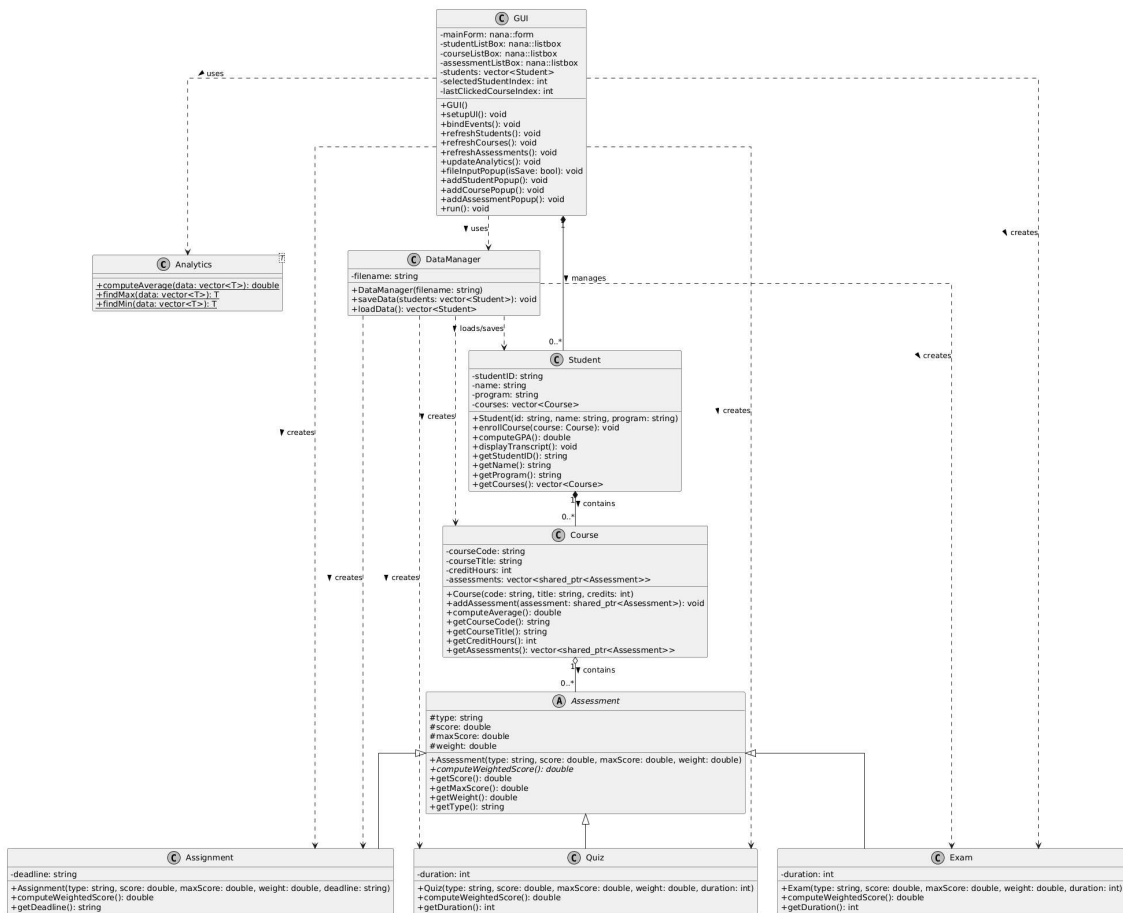 C GUI
-mainForm: nana::form
-studentListBox: nana::listbox
-courseListBox: nana::listbox
-assessmentListBox: nana::listbox
-students: vector<Student>
-selectedStudentIndex: int
-lastClickedCourseIndex: int
+GUI()
+setupUI(): void
+bindEvents(): void
+refreshStudents(): void
+refreshCourses(): void
+refreshAssessments(): void
+updateAnalytics(): void
+fileInputPopup(isSave: bool): void
+addStudentPopup(): void
+addCoursePopup(): void
+addAssessmentPopup(): void
+run(): void
uses
creates
1
uses
C Analytics
T
+computeAverage(data: vector<T>): double
+findMax(data: vector<T>): T
+findMin(data: vector<T>): T
C DataManager
-filename: string
+DataManager(filename: string)
+saveData(students: vector<Student>): void
+loadData(): vector<Student>
manages
loads/saves
0..*
creates
C Student
-studentID: string
-name: string
-program: string
-courses: vector<Course>
+Student(id: string, name: string, program: string)
+enrollCourse(course: Course): void
+computeGPA(): double
+displayTranscript(): void
+getStudentID(): string
+getName(): string
+getProgram(): string
+getCourses(): vector<Course>
creates
creates
creates
1
contains
0..*
C Course
-courseCode: string
-courseTitle: string
-creditHours: int
-assessments: vector<shared_ptr<Assessment>>
+Course(code: string, title: string, credits: int)
+addAssessment(assessment: shared_ptr<Assessment>): void
+computeAverage(): double
+getCourseCode(): string
+getCourseTitle(): string
+getCreditHours(): int
+getAssessments(): vector<shared_ptr<Assessment>>
creates
creates
1
contains
0..*
A Assessment
#type: string
#score: double
#maxScore: double
#weight: double
+Assessment(type: string, score: double, maxScore: double, weight: double)
+computeWeightedScore(): double
+getScore(): double
+getMaxScore(): double
+getWeight(): double
+getType(): string
C Assignment
-deadline: string
+Assignment(type: string, score: double, maxScore: double, weight: double, deadline: string)
+computeWeightedScore(): double
+getDeadline(): string
C Quiz
-duration: int
+Quiz(type: string, score: double, maxScore: double, weight: double, duration: int)
+computeWeightedScore(): double
+getDuration(): int
C Exam
-duration: int
+Exam(type: string, score: double, maxScore: double, weight: double, duration: int)
+computeWeightedScore(): double
+getDuration(): int